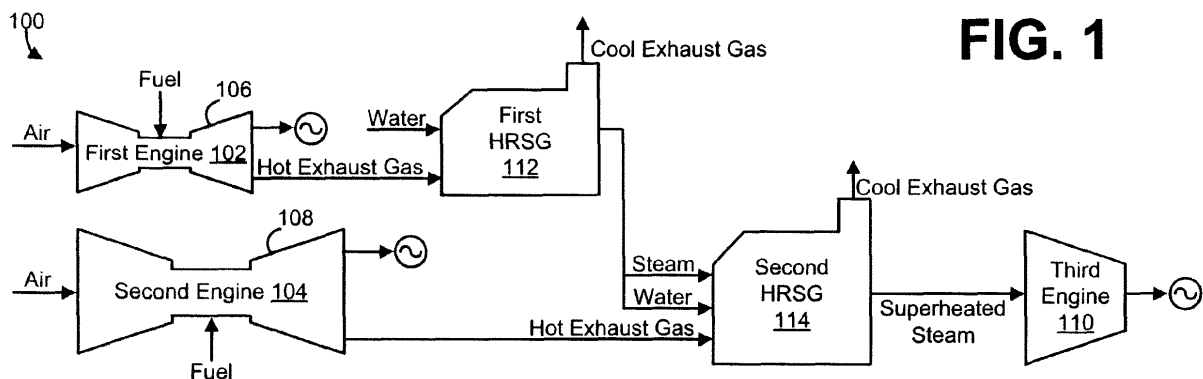 100
FIG. 1
Cool Exhaust Gas
Fuel
106
Air
First Engine 102
Water
First
HRSG
112
Hot Exhaust Gas
Cool Exhaust Gas
108
Air
Second Engine 104
Fuel
Steam
Water
Hot Exhaust Gas
Second
HRSG
114
Superheated
Steam
Third
Engine
110